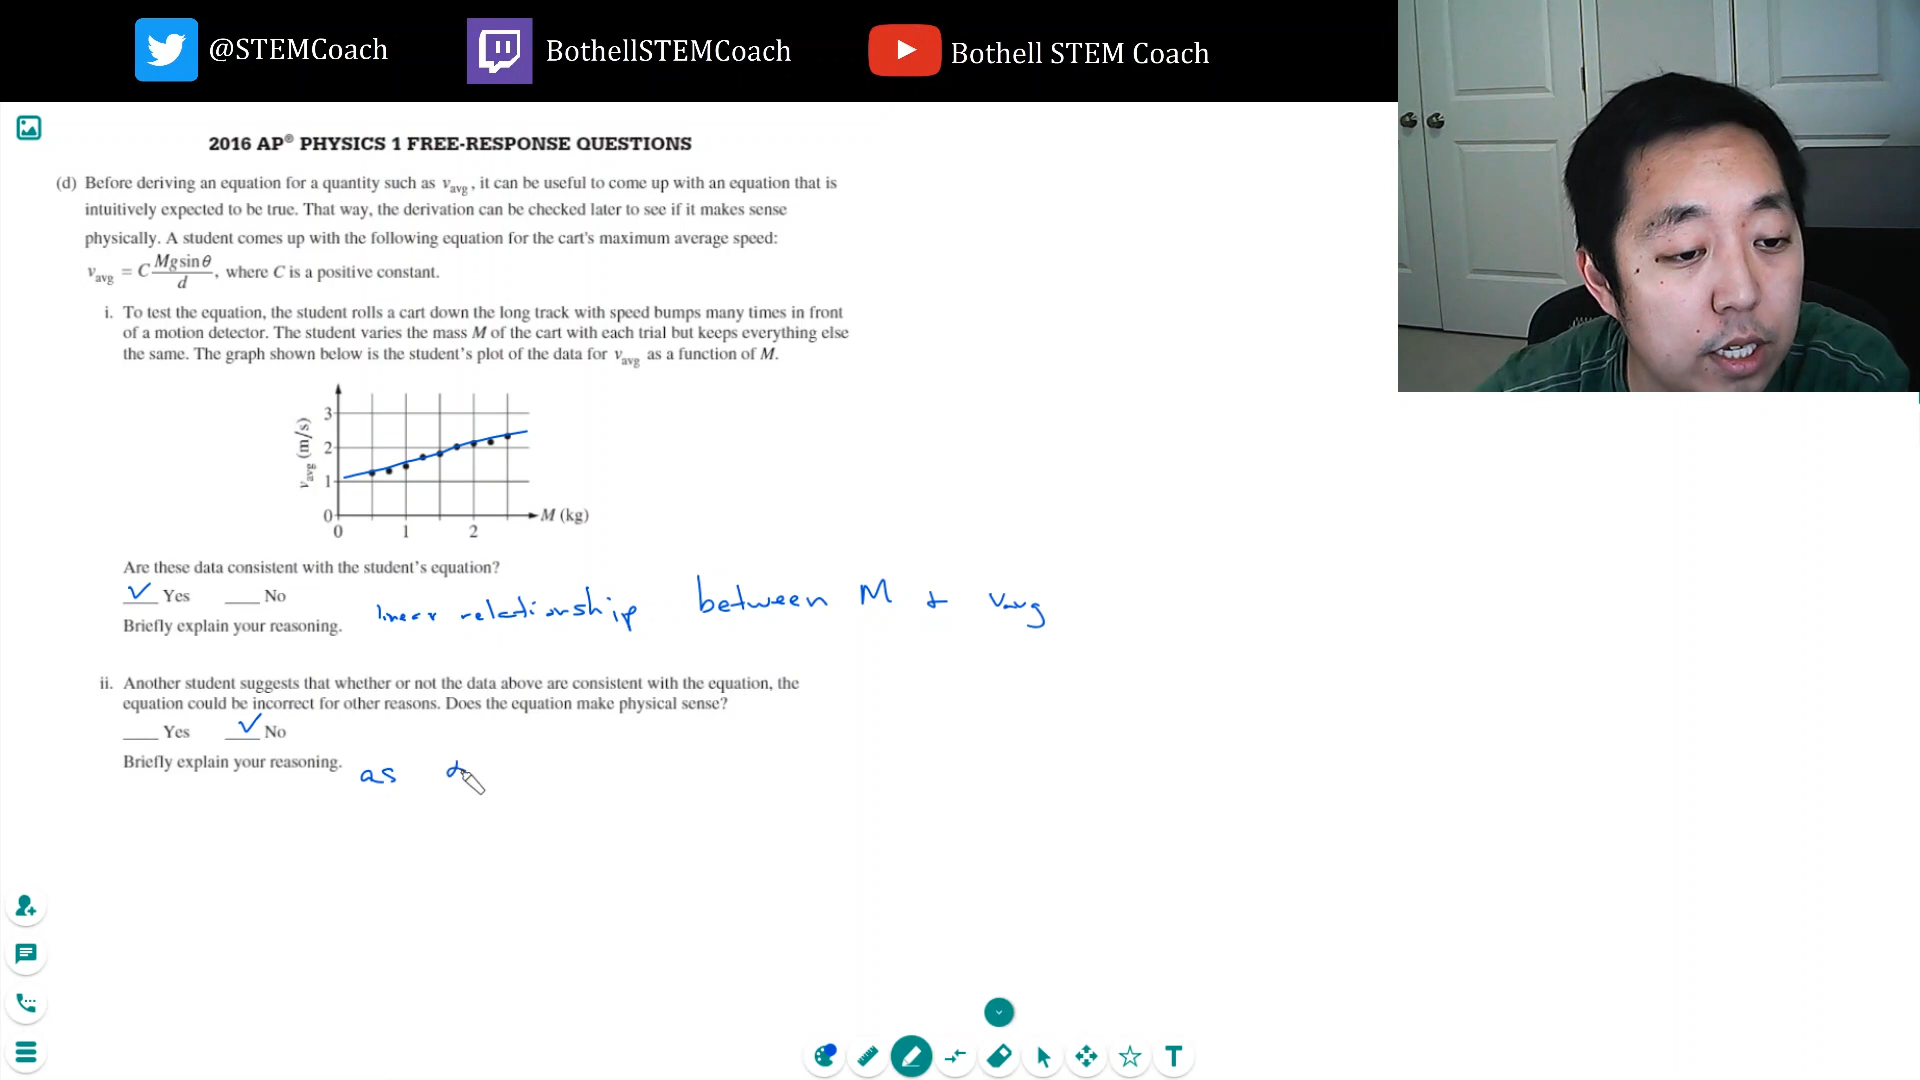 @STEMCoach BothellSTEMCoach Bothell STEM Coach
2016 AP® PHYSICS 1 FREE-RESPONSE QUESTIONS
(d) Before deriving an equation for a quantity such as v_avg, it can be useful to come up with an equation that is
intuitively expected to be true. That way, the derivation can be checked later to see if it makes sense
physically. A student comes up with the following equation for the cart's maximum average speed:
v_avg = C Mg sin θ / d, where C is a positive constant.
i. To test the equation, the student rolls a cart down the long track with speed bumps many times in front
of a motion detector. The student varies the mass M of the cart with each trial but keeps everything else
the same. The graph shown below is the student's plot of the data for v_avg as a function of M.
v_avg (m/s)
3
2
1
0
0 1 2
M (kg)
Are these data consistent with the student's equation?
✓ Yes ___ No
Briefly explain your reasoning. linear relationship between M + vavg
ii. Another student suggests that whether or not the data above are consistent with the equation, the
equation could be incorrect for other reasons. Does the equation make physical sense?
___ Yes ✓ No
Briefly explain your reasoning. as
T